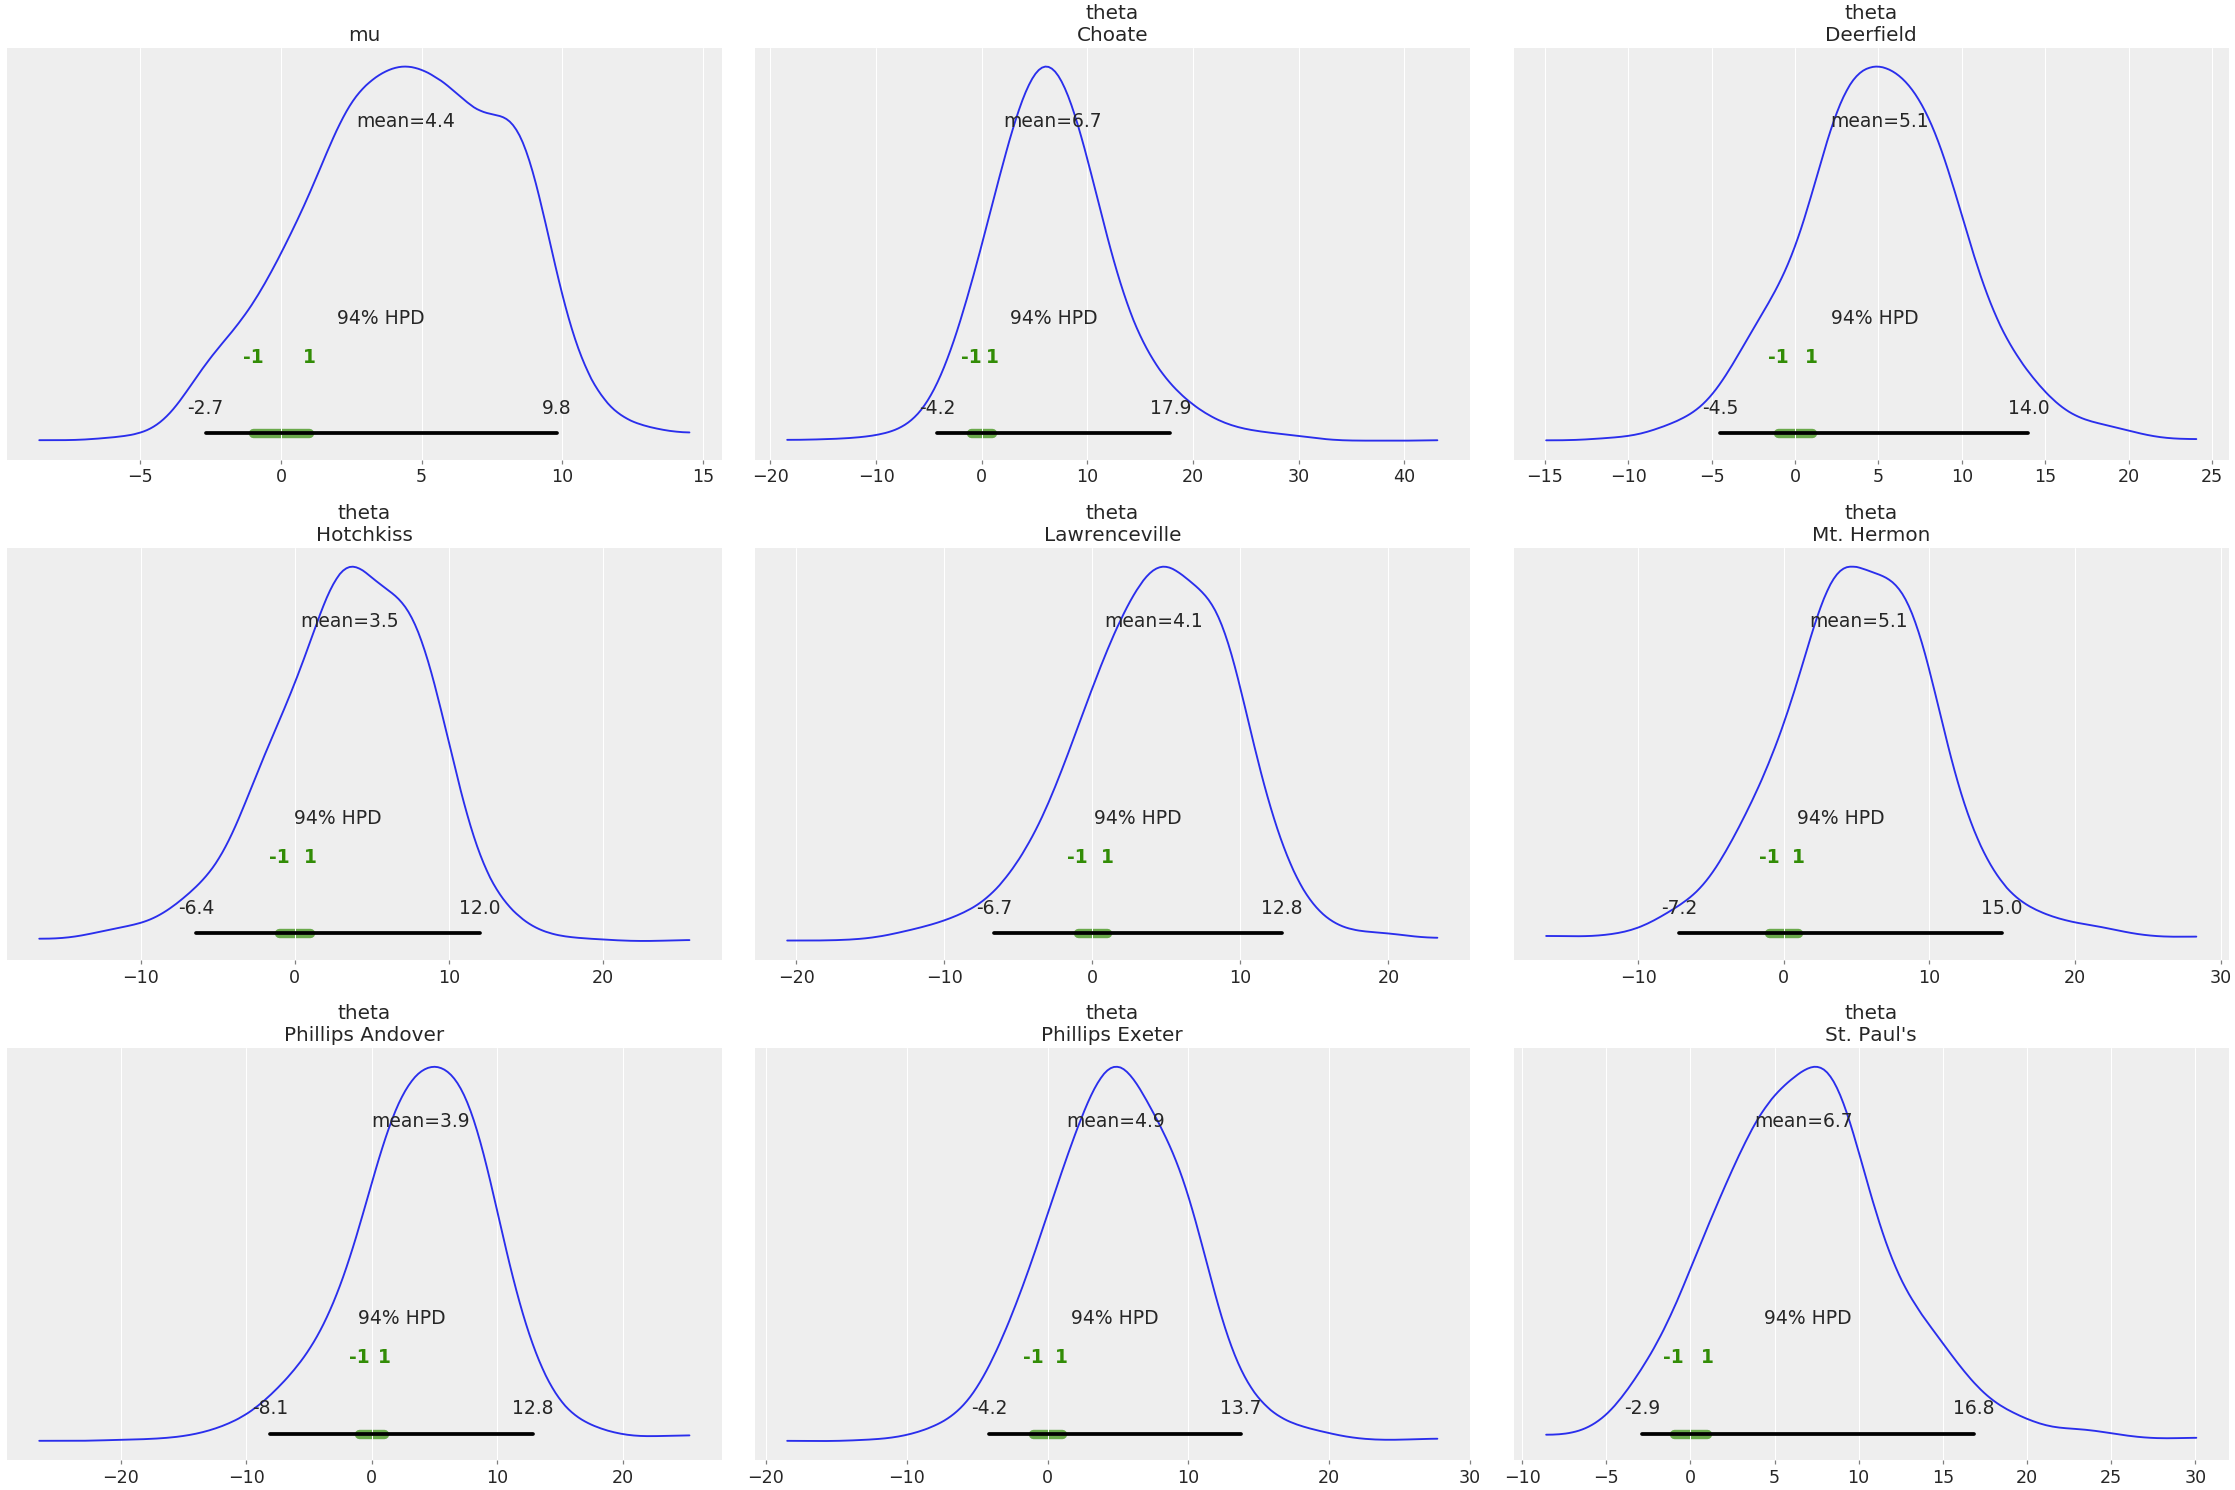 mu
mean=4.4
94% HPD
-1 1
-2.7 9.8
−5 0 5 10 15
theta
Choate
mean=6.7
94% HPD
-1 1
-4.2 17.9
−20 −10 0 10 20 30 40
theta
Deerfield
mean=5.1
94% HPD
-1 1
-4.5 14.0
−15 −10 −5 0 5 10 15 20 25
theta
Hotchkiss
mean=3.5
94% HPD
-1 1
-6.4 12.0
−10 0 10 20
theta
Lawrenceville
mean=4.1
94% HPD
-1 1
-6.7 12.8
−20 −10 0 10 20
theta
Mt. Hermon
mean=5.1
94% HPD
-1 1
-7.2 15.0
−10 0 10 20 30
theta
Phillips Andover
mean=3.9
94% HPD
-1 1
-8.1 12.8
−20 −10 0 10 20
theta
Phillips Exeter
mean=4.9
94% HPD
-1 1
-4.2 13.7
−20 −10 0 10 20 30
theta
St. Paul's
mean=6.7
94% HPD
-1 1
-2.9 16.8
−10 −5 0 5 10 15 20 25 30